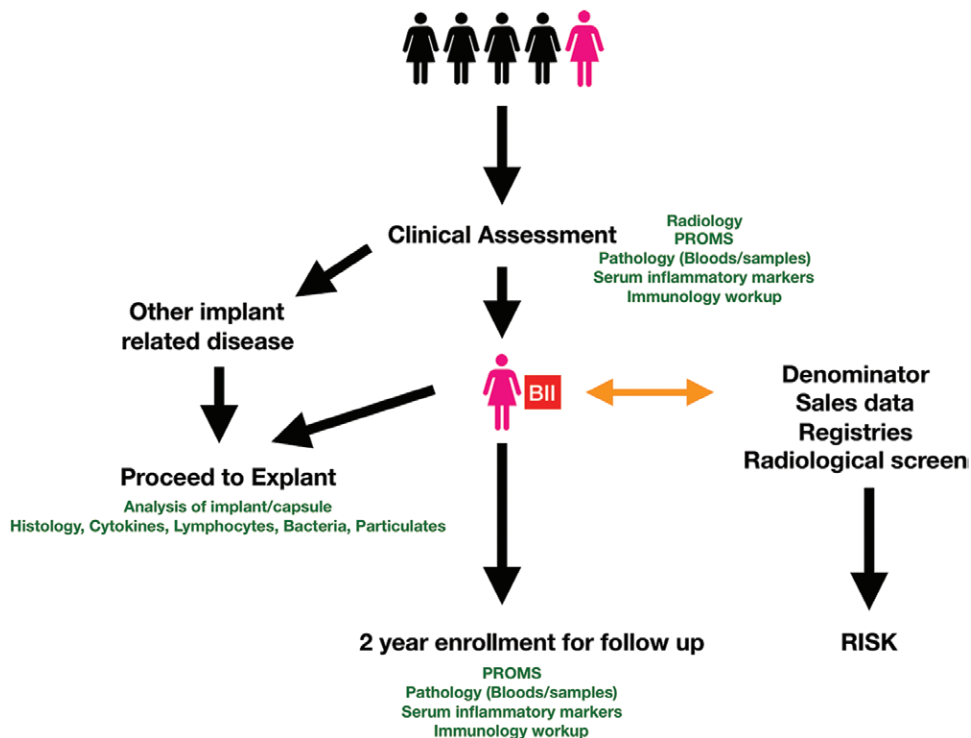 Clinical Assessment
Radiology
PROMS
Pathology (Bloods/samples)
Serum inflammatory markers
Immunology workup
Other implant
related disease
BII
Denominator
Sales data
Registries
Radiological screen
Proceed to Explant
Analysis of implant/capsule
Histology, Cytokines, Lymphocytes, Bacteria, Particulates
2 year enrollment for follow up
PROMS
Pathology (Bloods/samples)
Serum inflammatory markers
Immunology workup
RISK